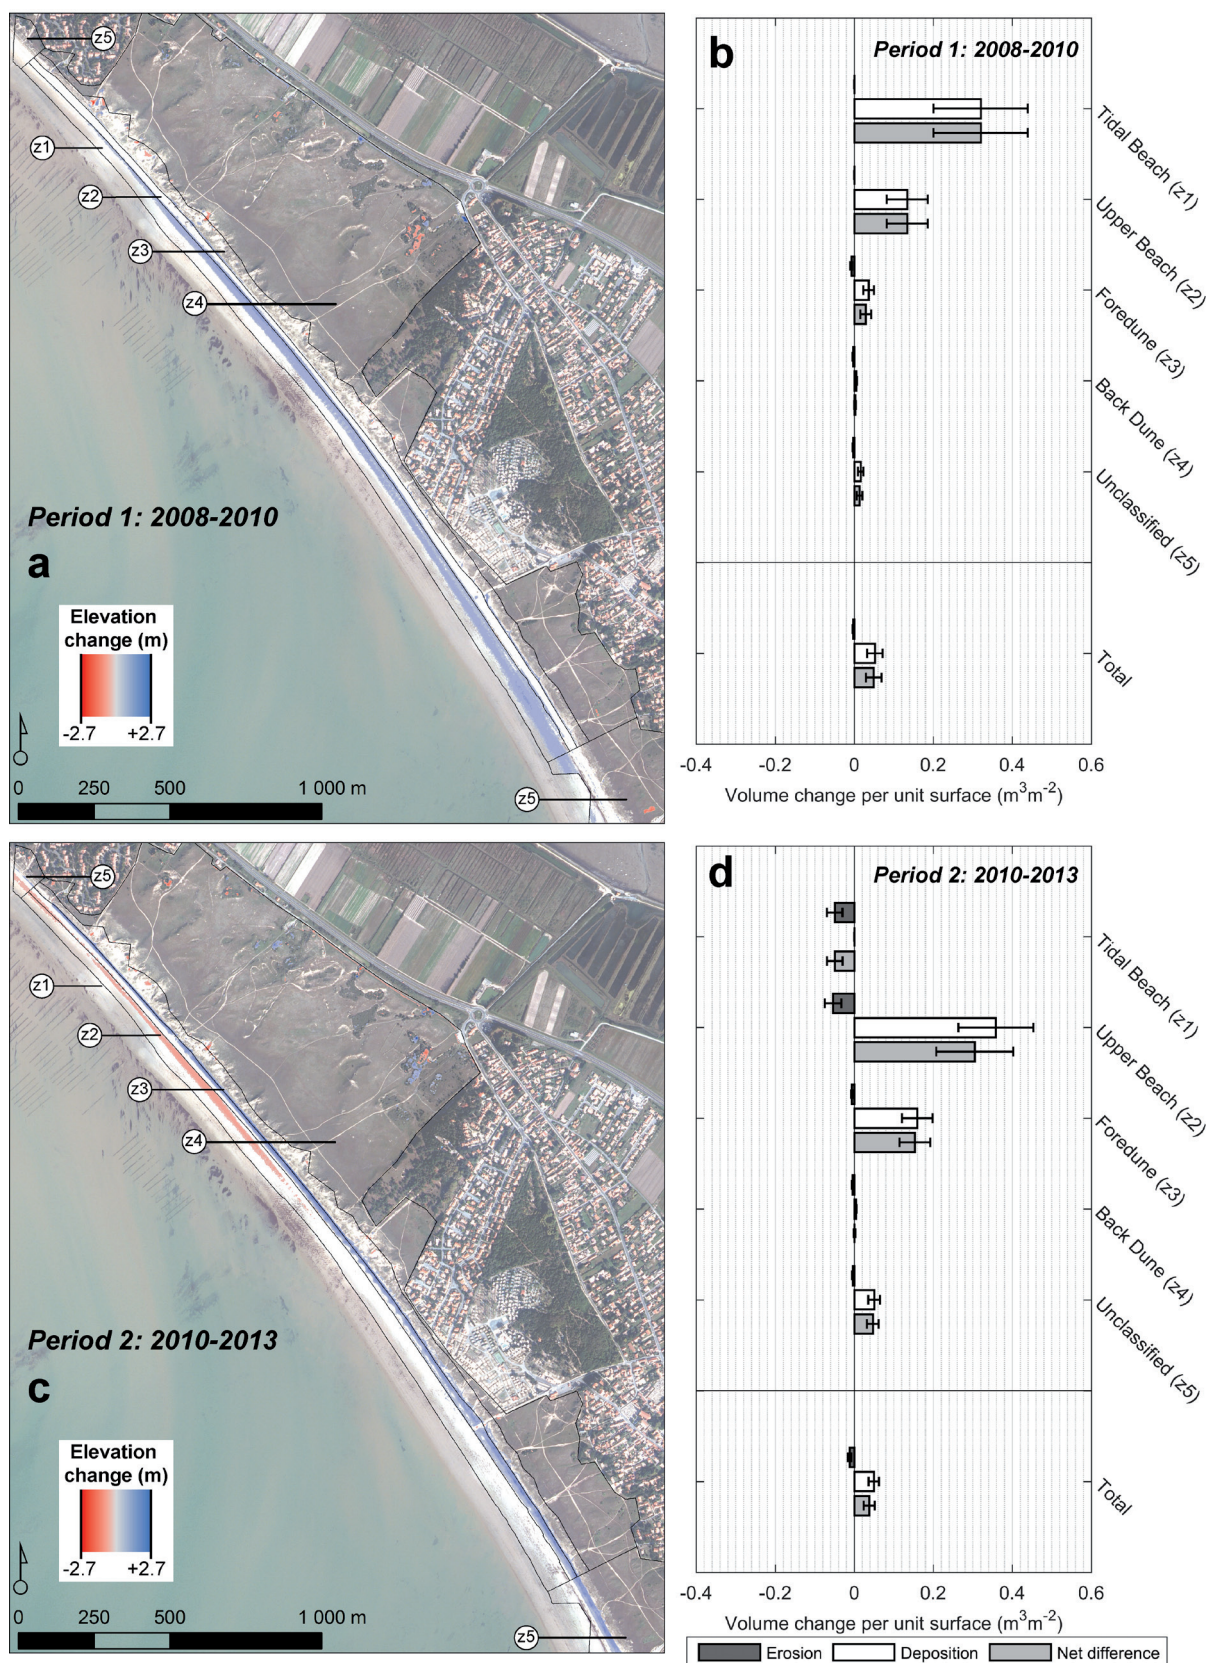 z5
z1
z2
z3
z4
Period 1: 2008-2010
a
Elevation
change (m)
-2.7 +2.7
0 250 500 1 000 m
z5
b
Period 1: 2008-2010
Tidal Beach (z1)
Upper Beach (z2)
Foredune (z3)
Back Dune (z4)
Unclassified (z5)
Total
-0.4 -0.2 0 0.2 0.4 0.6
Volume change per unit surface (m³m⁻²)
z5
z1
z2
z3
z4
Period 2: 2010-2013
c
Elevation
change (m)
-2.7 +2.7
0 250 500 1 000 m
z5
d
Period 2: 2010-2013
Tidal Beach (z1)
Upper Beach (z2)
Foredune (z3)
Back Dune (z4)
Unclassified (z5)
Total
-0.4 -0.2 0 0.2 0.4 0.6
Volume change per unit surface (m³m⁻²)
Erosion Deposition Net difference